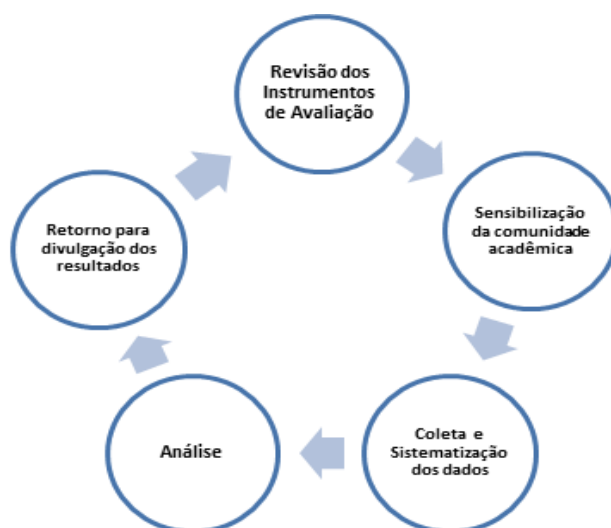 Revisão dos
Instrumentos
de Avaliação
Sensibilização
da comunidade
acadêmica
Coleta e
Sistematização
dos dados
Análise
Retorno para
divulgação dos
resultados